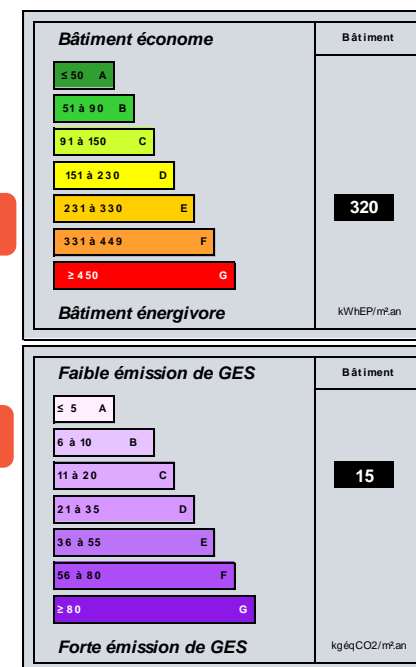 Bâtiment économe
Bâtiment
≤ 50 A
51 à 90 B
91 à 150 C
151 à 230 D
231 à 330 E
320
331 à 449 F
≥ 450 G
Bâtiment énergivore
kWhEP/m².an
Faible émission de GES
Bâtiment
≤ 5 A
6 à 10 B
11 à 20 C
15
21 à 35 D
36 à 55 E
56 à 80 F
≥ 80 G
Forte émission de GES
kgéqCO2/m².an